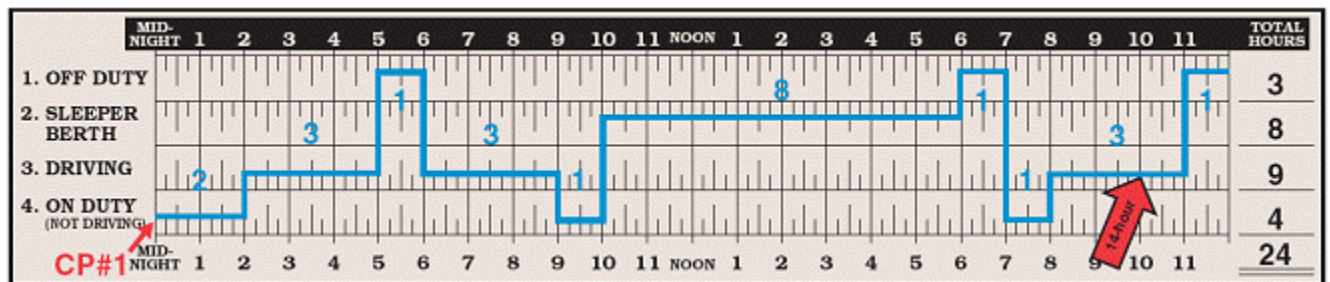 MID-NIGHT 1 2 3 4 5 6 7 8 9 10 11 NOON 1 2 3 4 5 6 7 8 9 10 11 TOTAL HOURS
1. OFF DUTY 1 8 1 1 3
2. SLEEPER BERTH 3 3 3 8
3. DRIVING 2 1 1 9
4. ON DUTY (NOT DRIVING) 14-hour 4
CP#1 MID-NIGHT 1 2 3 4 5 6 7 8 9 10 11 NOON 1 2 3 4 5 6 7 8 9 10 11 24